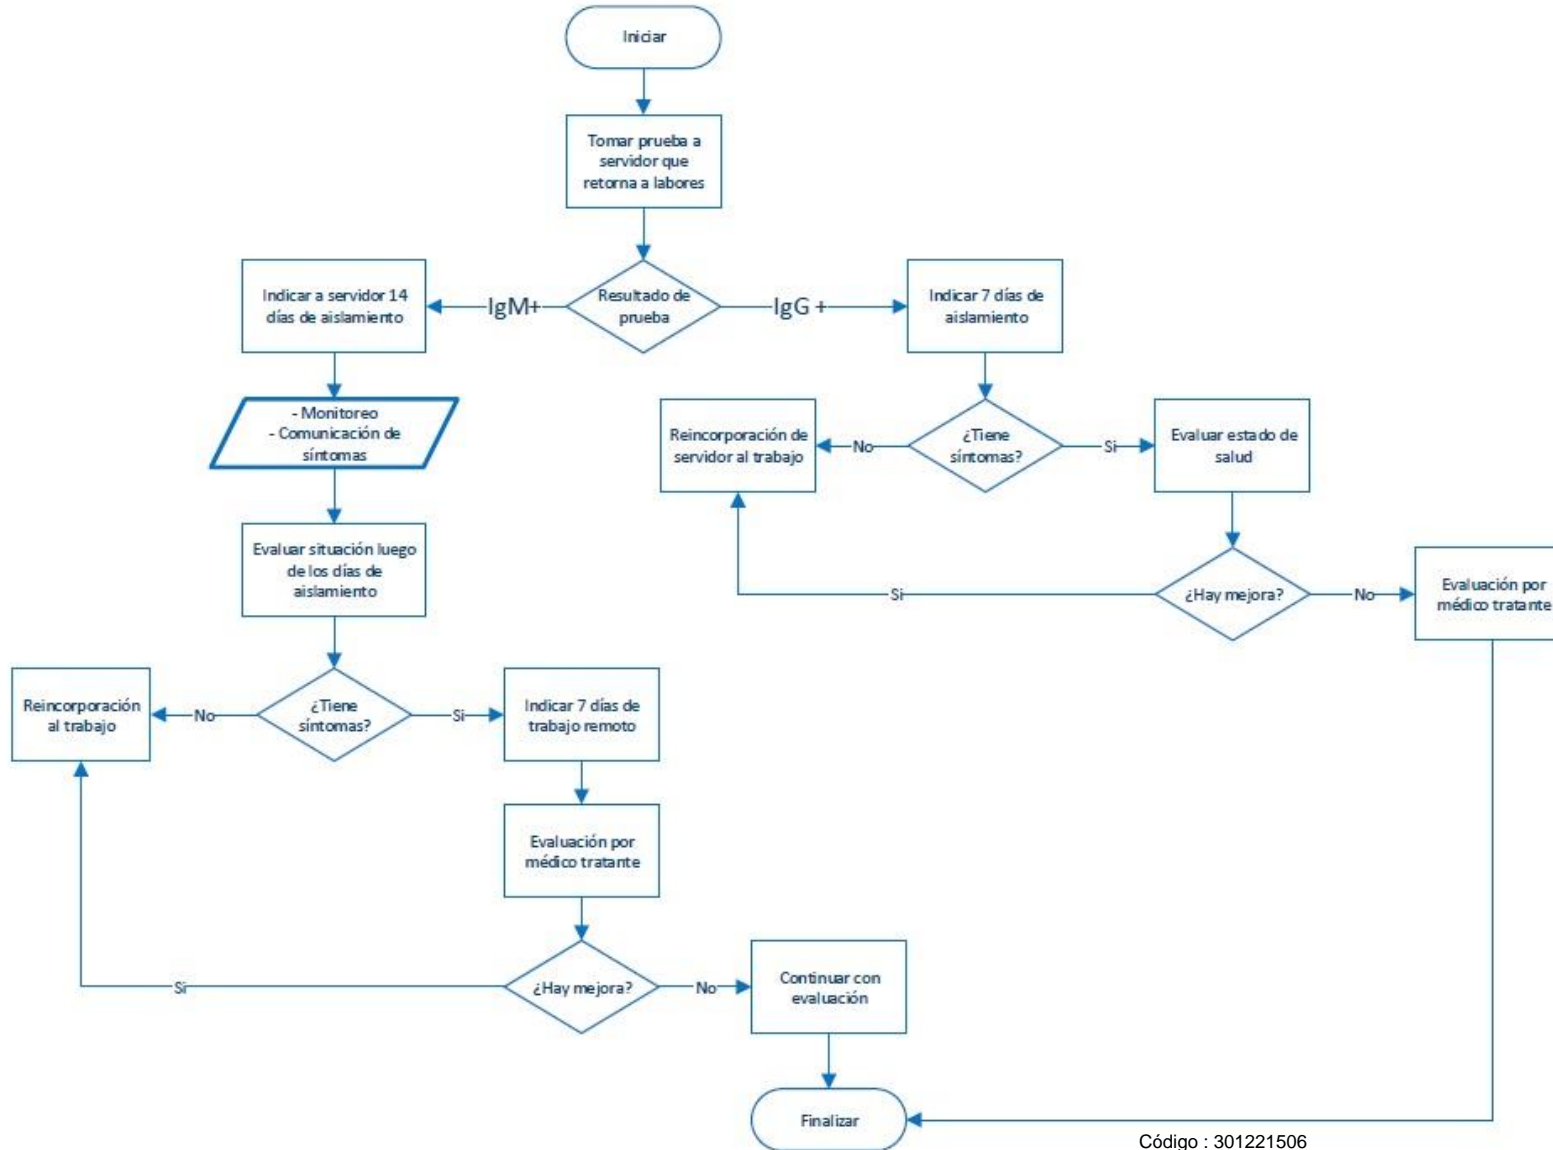 Iniciar
Tomar prueba a
servidor que
retorna a labores
Indicar a servidor 14
días de aislamiento
IgM+
Resultado de
prueba
IgG +
Indicar 7 días de
aislamiento
- Monitoreo
- Comunicación de
síntomas
Reincorporación de
servidor al trabajo
No
¿Tiene
síntomas?
Si
Evaluar estado de
salud
Evaluar situación luego
de los días de
aislamiento
Si
¿Hay mejora?
No
Evaluación por
médico tratante
Reincorporación
al trabajo
No
¿Tiene
síntomas?
Si
Indicar 7 días de
trabajo remoto
Evaluación por
médico tratante
Si
¿Hay mejora?
No
Continuar con
evaluación
Finalizar
Código : 301221506